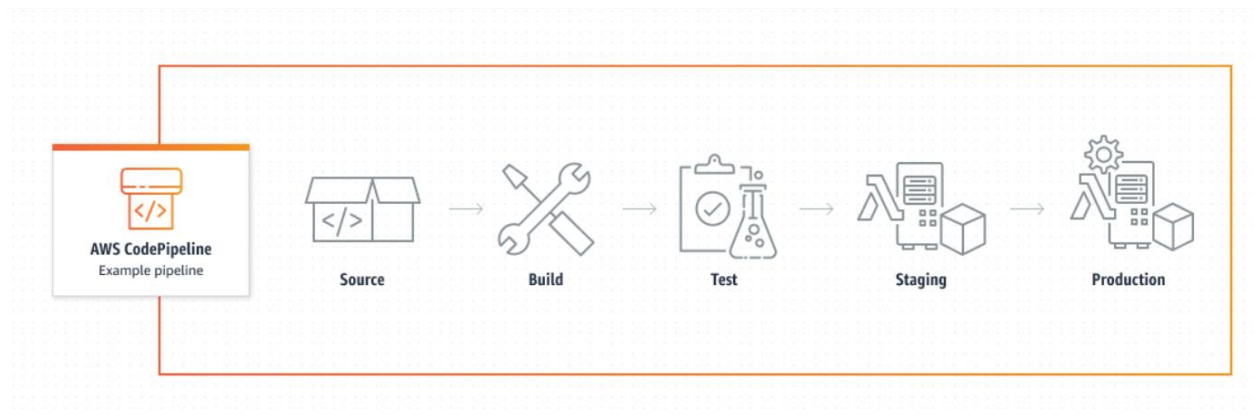 </>
AWS CodePipeline
Example pipeline
</>
Source
Build
Test
Staging
Production